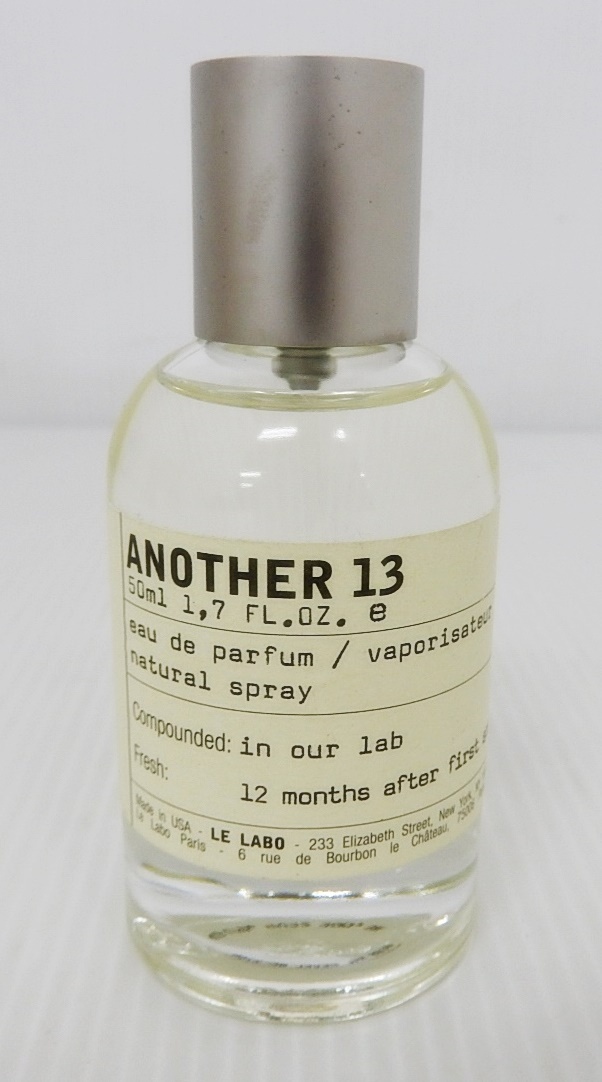 ANOTHER 13
50ml 1,7 FL.OZ. e
eau de parfum / vaporisateur
natural spray
Compounded: in our lab
Fresh: 12 months after first
Made in USA - LE LABO - 233 Elizabeth Street, New York,
Le Labo Paris - 6 rue de Bourbon le Château, 75006